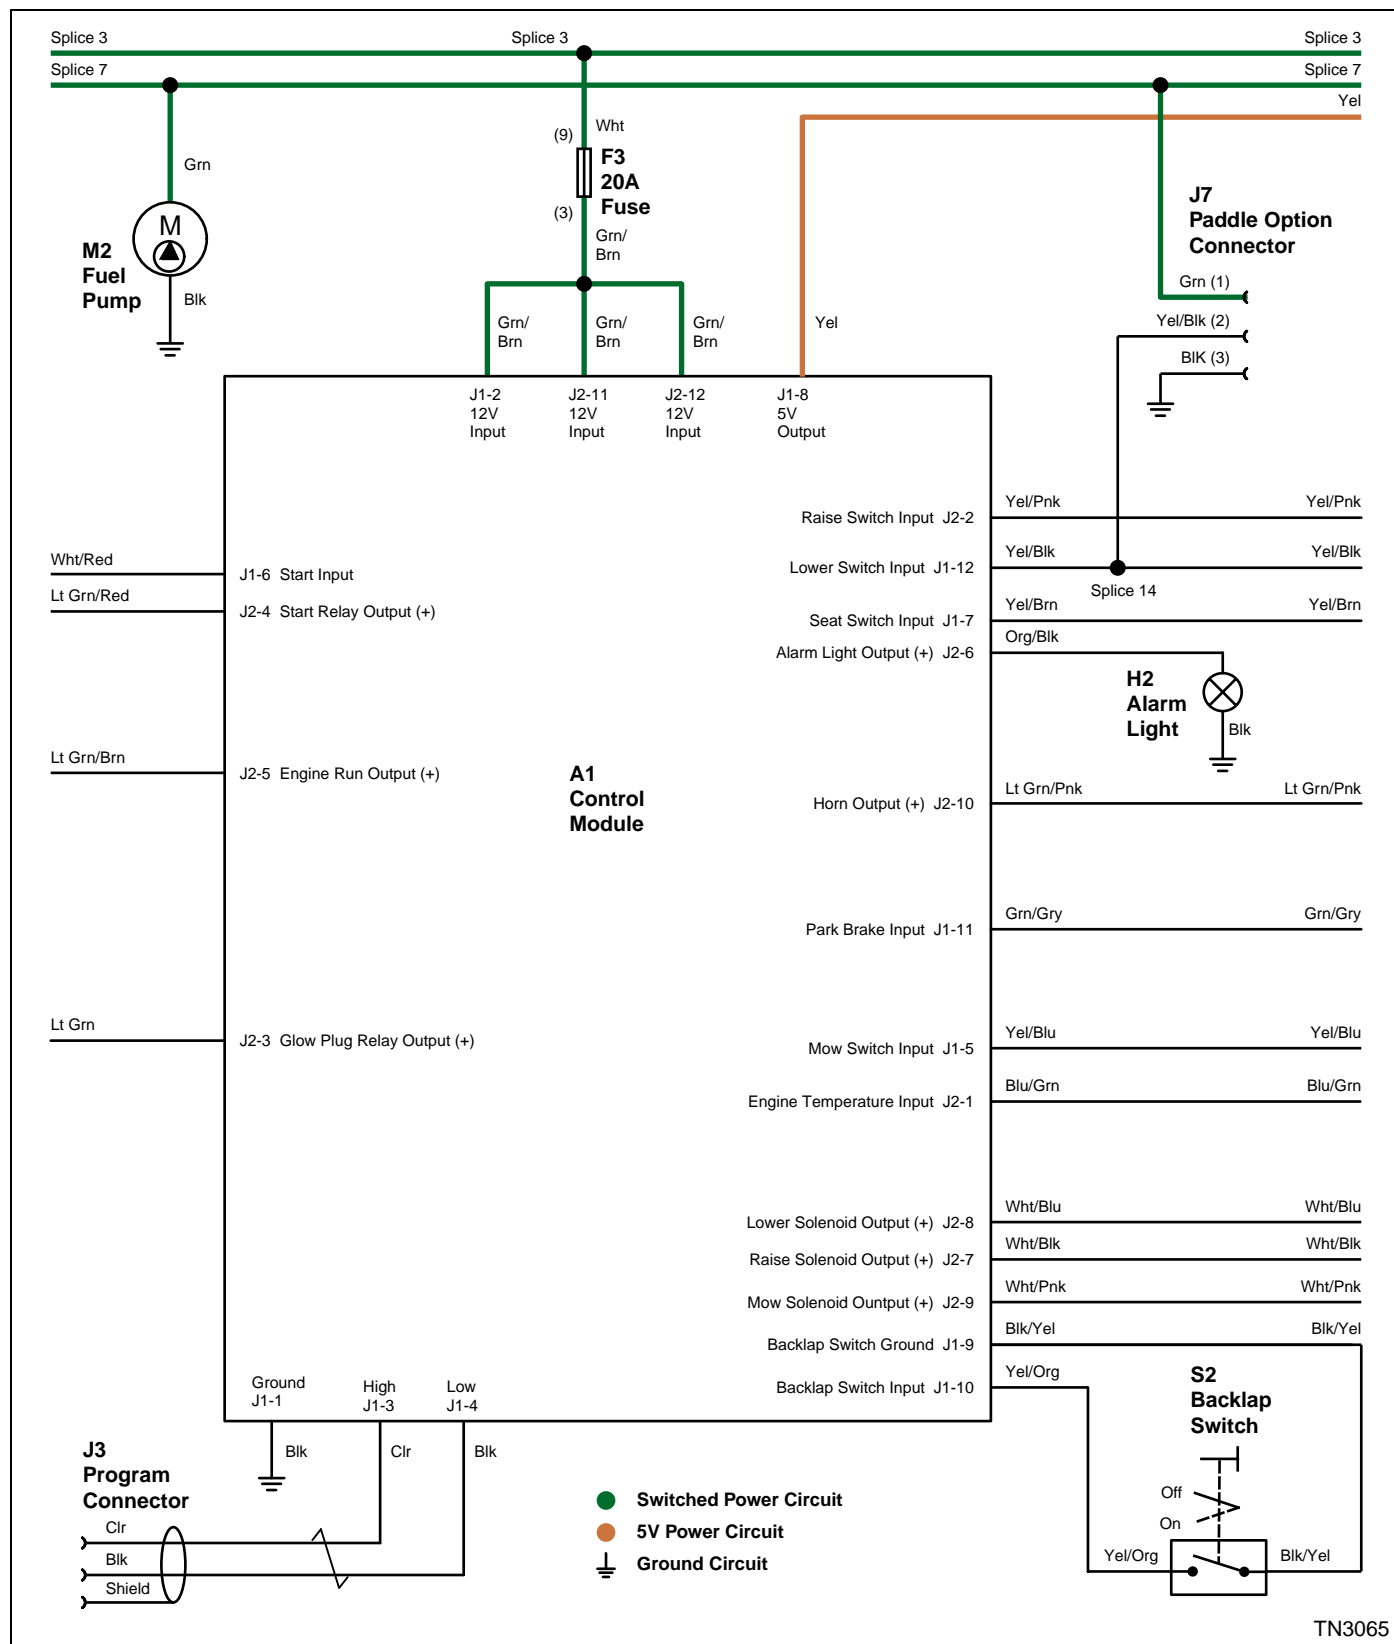 Splice 3 Splice 3 Splice 3
Splice 7 Splice 7
Yel
Wht
(9)
F3
20A
Fuse
(3)
Grn/
Brn
Grn
M
M2
Fuel
Pump
Blk
J7
Paddle Option
Connector
Grn (1)
Yel/Blk (2)
BlK (3)
Grn/
Brn
Grn/
Brn
Grn/
Brn
Yel
J1-2
12V
Input
J2-11
12V
Input
J2-12
12V
Input
J1-8
5V
Output
Raise Switch Input J2-2
Yel/Pnk Yel/Pnk
Wht/Red
J1-6 Start Input
Lower Switch Input J1-12
Yel/Blk Yel/Blk
Splice 14
Lt Grn/Red
J2-4 Start Relay Output (+)
Seat Switch Input J1-7
Yel/Brn Yel/Brn
Alarm Light Output (+) J2-6
Org/Blk
H2
Alarm
Light
Blk
Lt Grn/Brn
J2-5 Engine Run Output (+)
A1
Control
Module
Horn Output (+) J2-10
Lt Grn/Pnk Lt Grn/Pnk
Park Brake Input J1-11
Grn/Gry Grn/Gry
Lt Grn
J2-3 Glow Plug Relay Output (+)
Mow Switch Input J1-5
Yel/Blu Yel/Blu
Engine Temperature Input J2-1
Blu/Grn Blu/Grn
Lower Solenoid Output (+) J2-8
Wht/Blu Wht/Blu
Raise Solenoid Output (+) J2-7
Wht/Blk Wht/Blk
Mow Solenoid Ountput (+) J2-9
Wht/Pnk Wht/Pnk
Backlap Switch Ground J1-9
Blk/Yel Blk/Yel
Backlap Switch Input J1-10
Yel/Org
S2
Backlap
Switch
Off
On
Yel/Org Blk/Yel
Ground
J1-1
High
J1-3
Low
J1-4
Blk Clr Blk
J3
Program
Connector
Clr
Blk
Shield
Switched Power Circuit
5V Power Circuit
Ground Circuit
TN3065